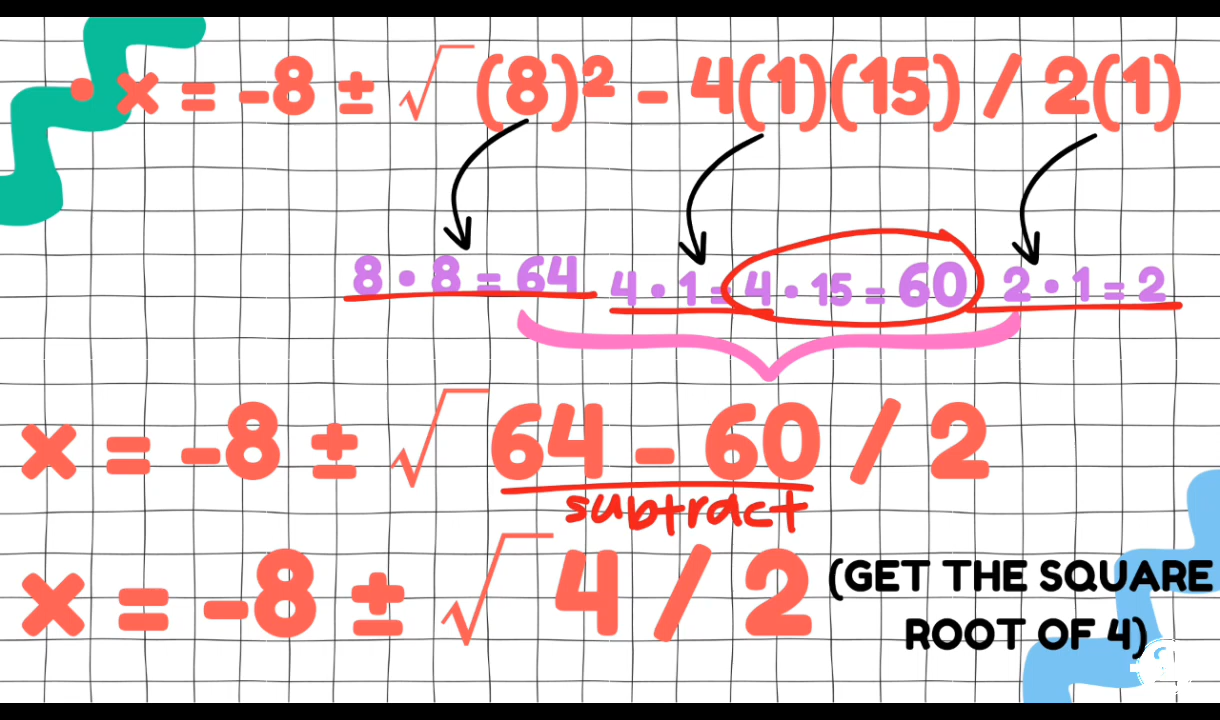 • x = -8 ± √ (8)² - 4(1)(15) / 2(1)
8 • 8 = 64 4 • 1 = 4 • 15 = 60 2 • 1 = 2
x = -8 ± √ 64 - 60 / 2
subtract
x = -8 ± √ 4 / 2
(GET THE SQUARE
ROOT OF 4)